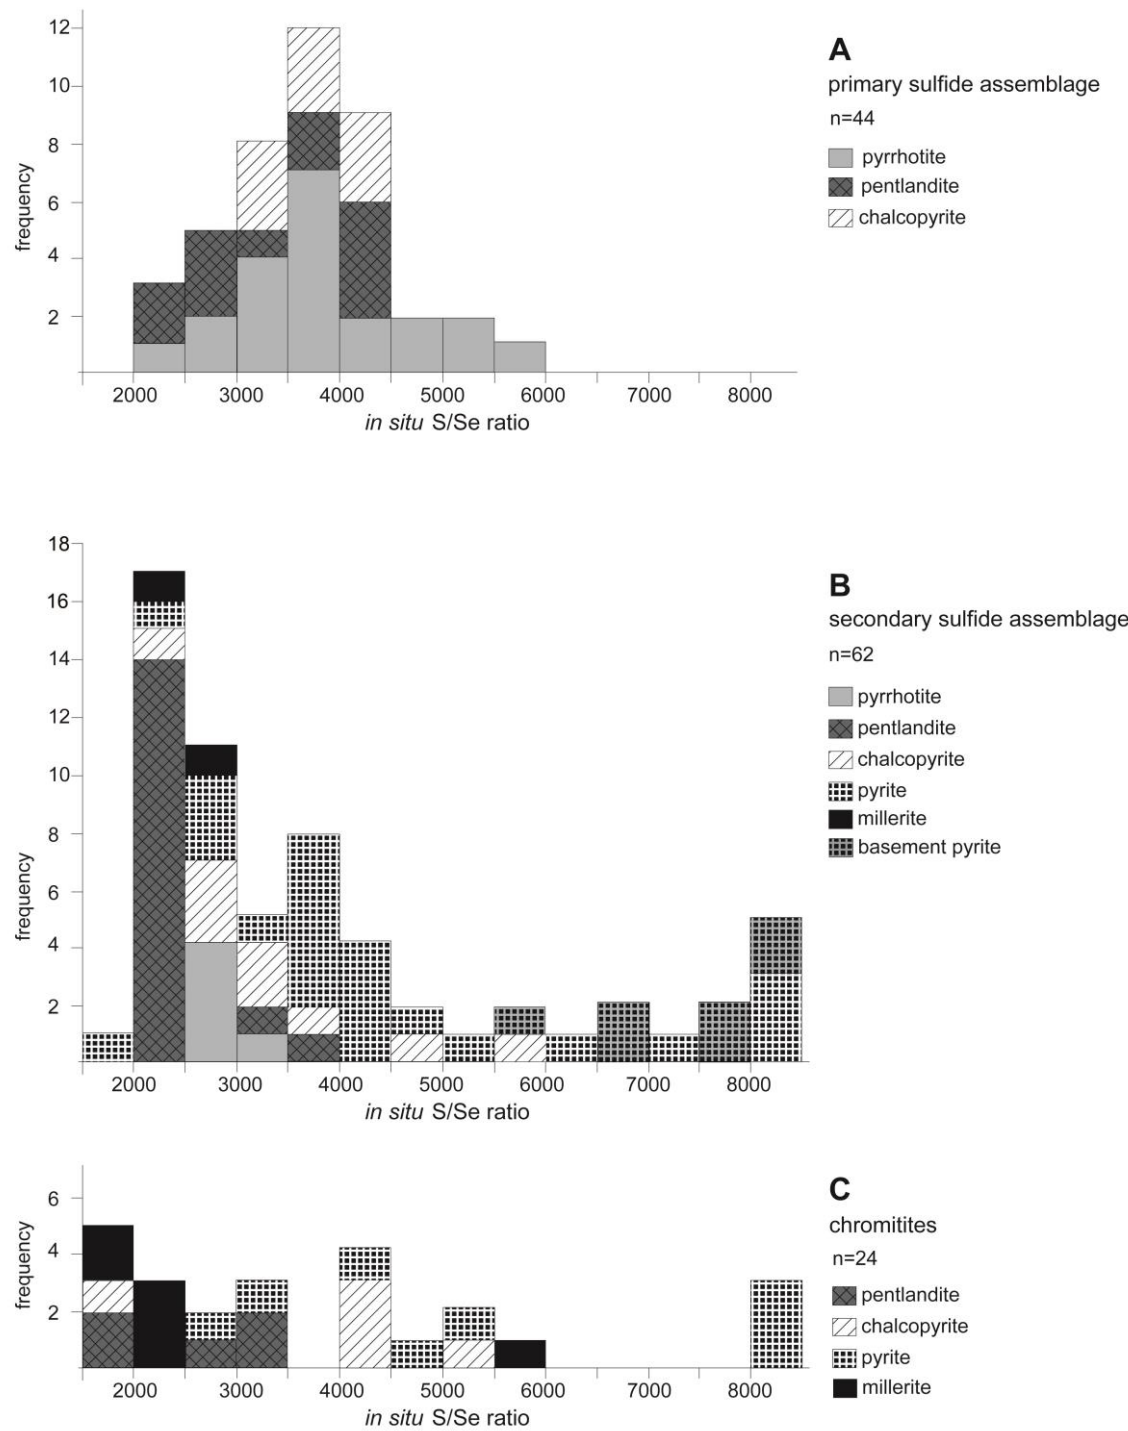 12
10
8
6
4
2
frequency
2000 3000 4000 5000 6000 7000 8000
in situ S/Se ratio
A
primary sulfide assemblage
n=44
pyrrhotite
pentlandite
chalcopyrite
18
16
14
12
10
8
6
4
2
frequency
2000 3000 4000 5000 6000 7000 8000
in situ S/Se ratio
B
secondary sulfide assemblage
n=62
pyrrhotite
pentlandite
chalcopyrite
pyrite
millerite
basement pyrite
6
4
2
frequency
2000 3000 4000 5000 6000 7000 8000
in situ S/Se ratio
C
chromitites
n=24
pentlandite
chalcopyrite
pyrite
millerite